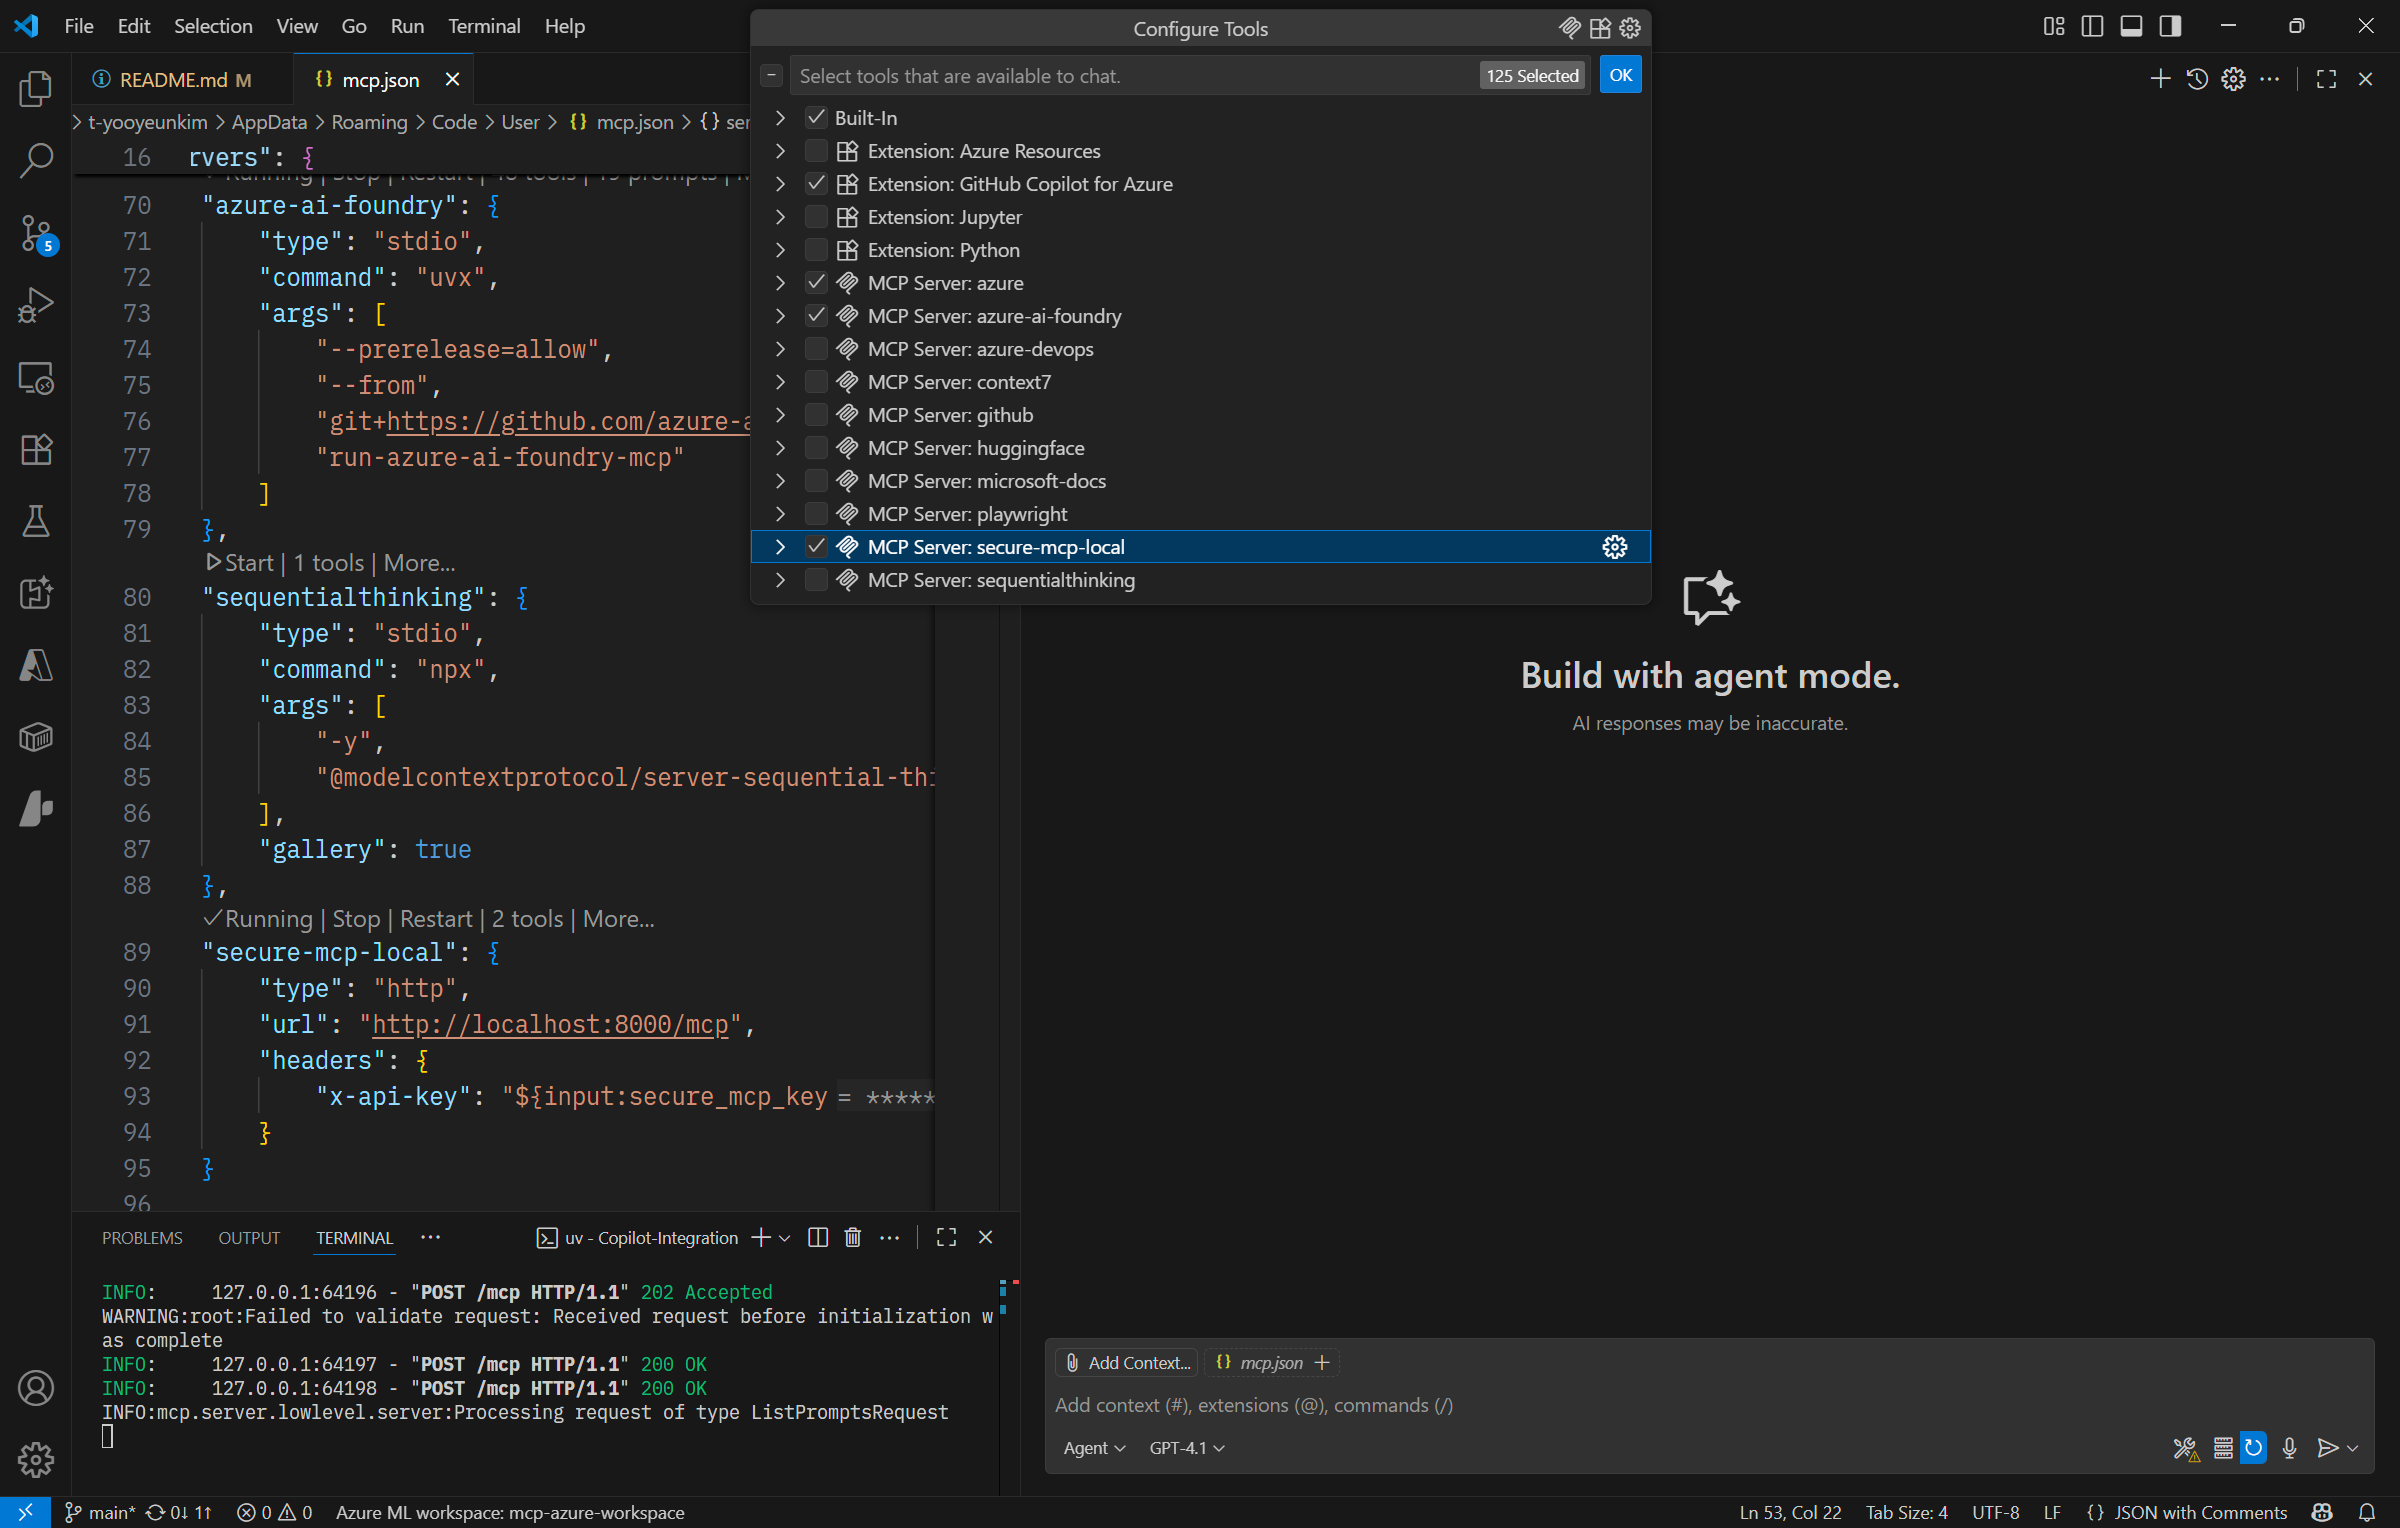 File Edit Selection View Go Run Terminal Help
Configure Tools
README.md M
mcp.json
Select tools that are available to chat.
125 Selected
OK
t-yooyeunkim > AppData > Roaming > Code > User > {} mcp.json > {} ser
Built-In
Extension: Azure Resources
Extension: GitHub Copilot for Azure
Extension: Jupyter
Extension: Python
MCP Server: azure
MCP Server: azure-ai-foundry
MCP Server: azure-devops
MCP Server: context7
MCP Server: github
MCP Server: huggingface
MCP Server: microsoft-docs
MCP Server: playwright
MCP Server: secure-mcp-local
MCP Server: sequentialthinking
5
16 rvers": {
70 "azure-ai-foundry": {
71 "type": "stdio",
72 "command": "uvx",
73 "args": [
74 "--prerelease=allow",
75 "--from",
76 "git+https://github.com/azure-a
77 "run-azure-ai-foundry-mcp"
78 ]
79 },
Start | 1 tools | More...
80 "sequentialthinking": {
81 "type": "stdio",
82 "command": "npx",
83 "args": [
84 "-y",
85 "@modelcontextprotocol/server-sequential-thi
86 ],
87 "gallery": true
88 },
Running | Stop | Restart | 2 tools | More...
89 "secure-mcp-local": {
90 "type": "http",
91 "url": "http://localhost:8000/mcp",
92 "headers": {
93 "x-api-key": "${input:secure_mcp_key = *****
94 }
95 }
96
PROBLEMS OUTPUT TERMINAL
uv - Copilot-Integration
INFO: 127.0.0.1:64196 - "POST /mcp HTTP/1.1" 202 Accepted
WARNING:root:Failed to validate request: Received request before initialization w
as complete
INFO: 127.0.0.1:64197 - "POST /mcp HTTP/1.1" 200 OK
INFO: 127.0.0.1:64198 - "POST /mcp HTTP/1.1" 200 OK
INFO:mcp.server.lowlevel.server:Processing request of type ListPromptsRequest
Build with agent mode.
AI responses may be inaccurate.
Add Context... {} mcp.json +
Add context (#), extensions (@), commands (/)
Agent GPT-4.1
main* 0↓ 1↑ 0 0 Azure ML workspace: mcp-azure-workspace
Ln 53, Col 22 Tab Size: 4 UTF-8 LF {} JSON with Comments